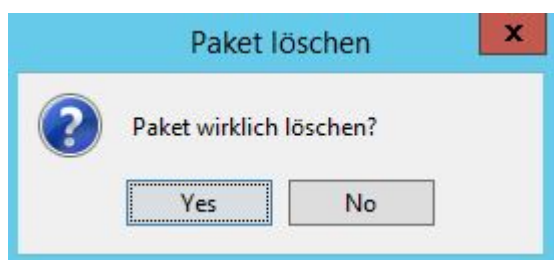 Paket löschen
x
Paket wirklich löschen?
Yes
No